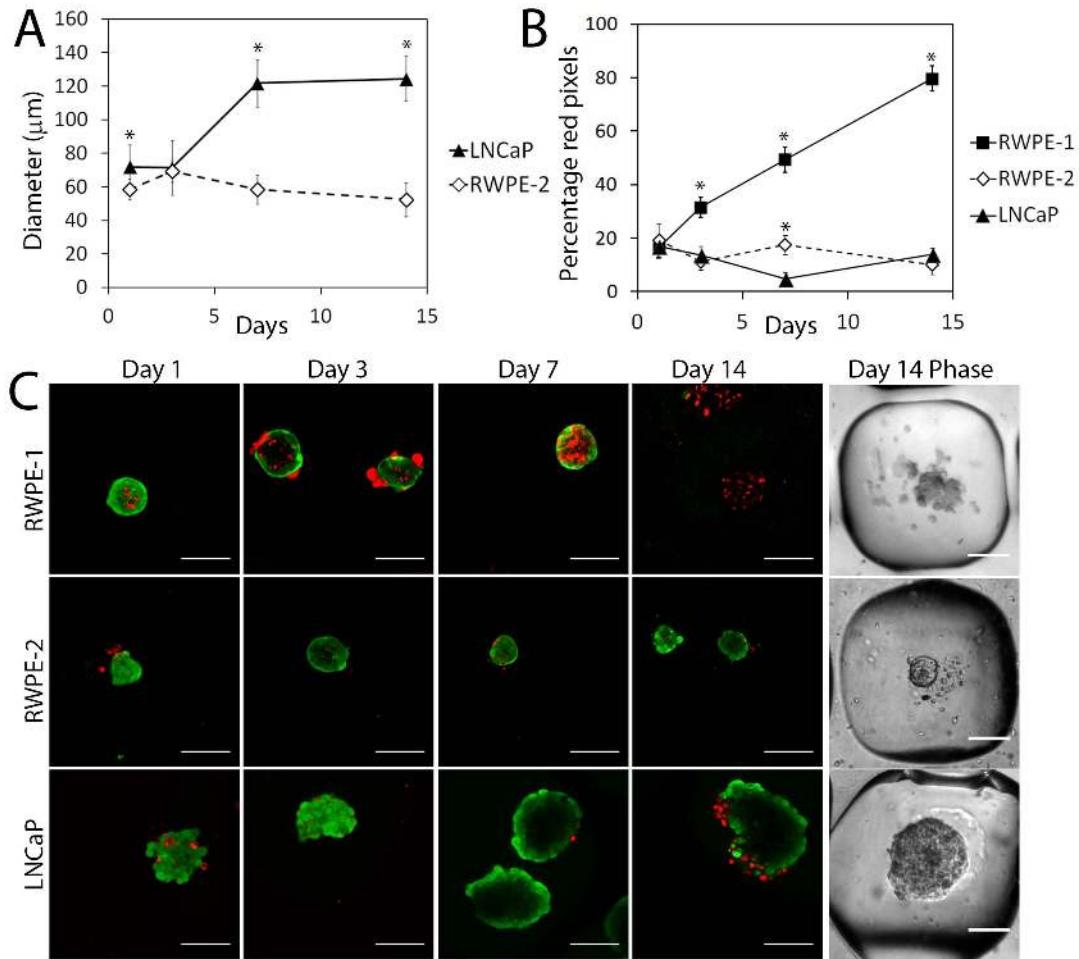 A
160
140
120
100
80
60
40
20
0
0 5 10 15
Diameter (µm)
Days
* * *
LNCaP
RWPE-2
B
100
80
60
40
20
0
0 5 10 15
Percentage red pixels
Days
* * * *
RWPE-1
RWPE-2
LNCaP
C
Day 1 Day 3 Day 7 Day 14 Day 14 Phase
RWPE-1
RWPE-2
LNCaP